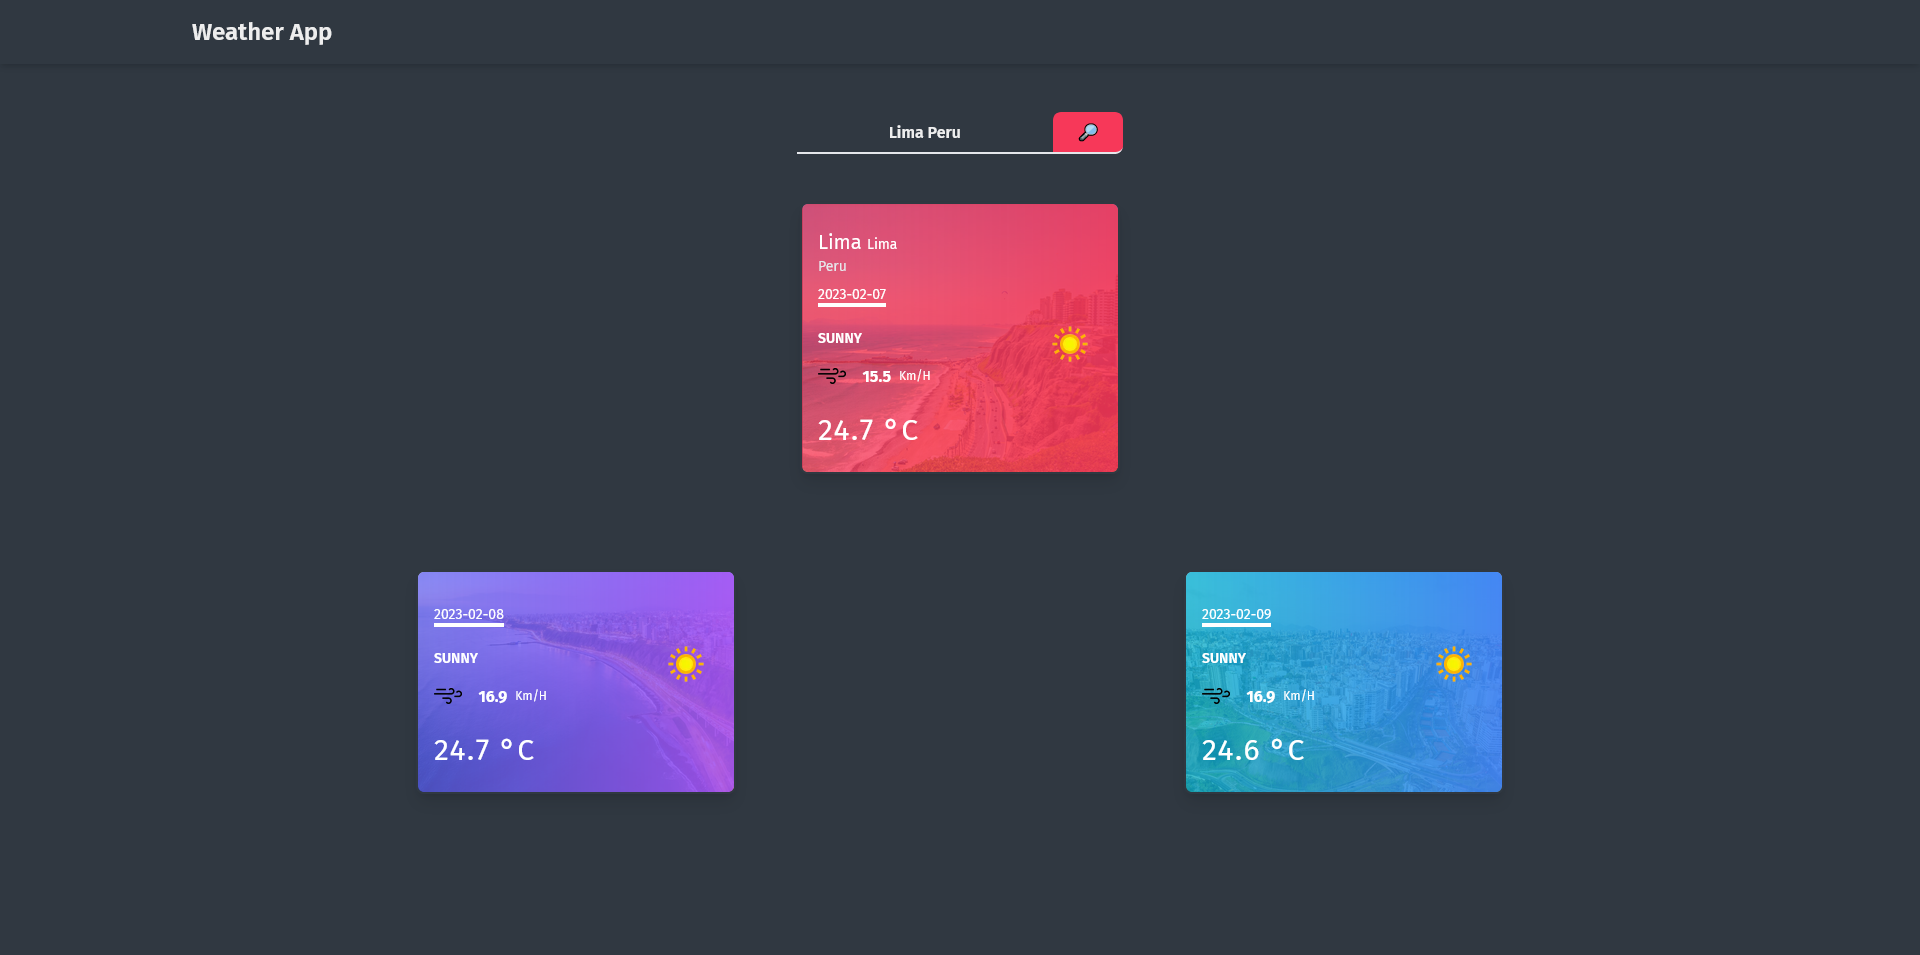 Weather App
Lima Peru
Lima Lima
Peru
2023-02-07
SUNNY
15.5 Km/H
24.7 °C
2023-02-08
SUNNY
16.9 Km/H
24.7 °C
2023-02-09
SUNNY
16.9 Km/H
24.6 °C